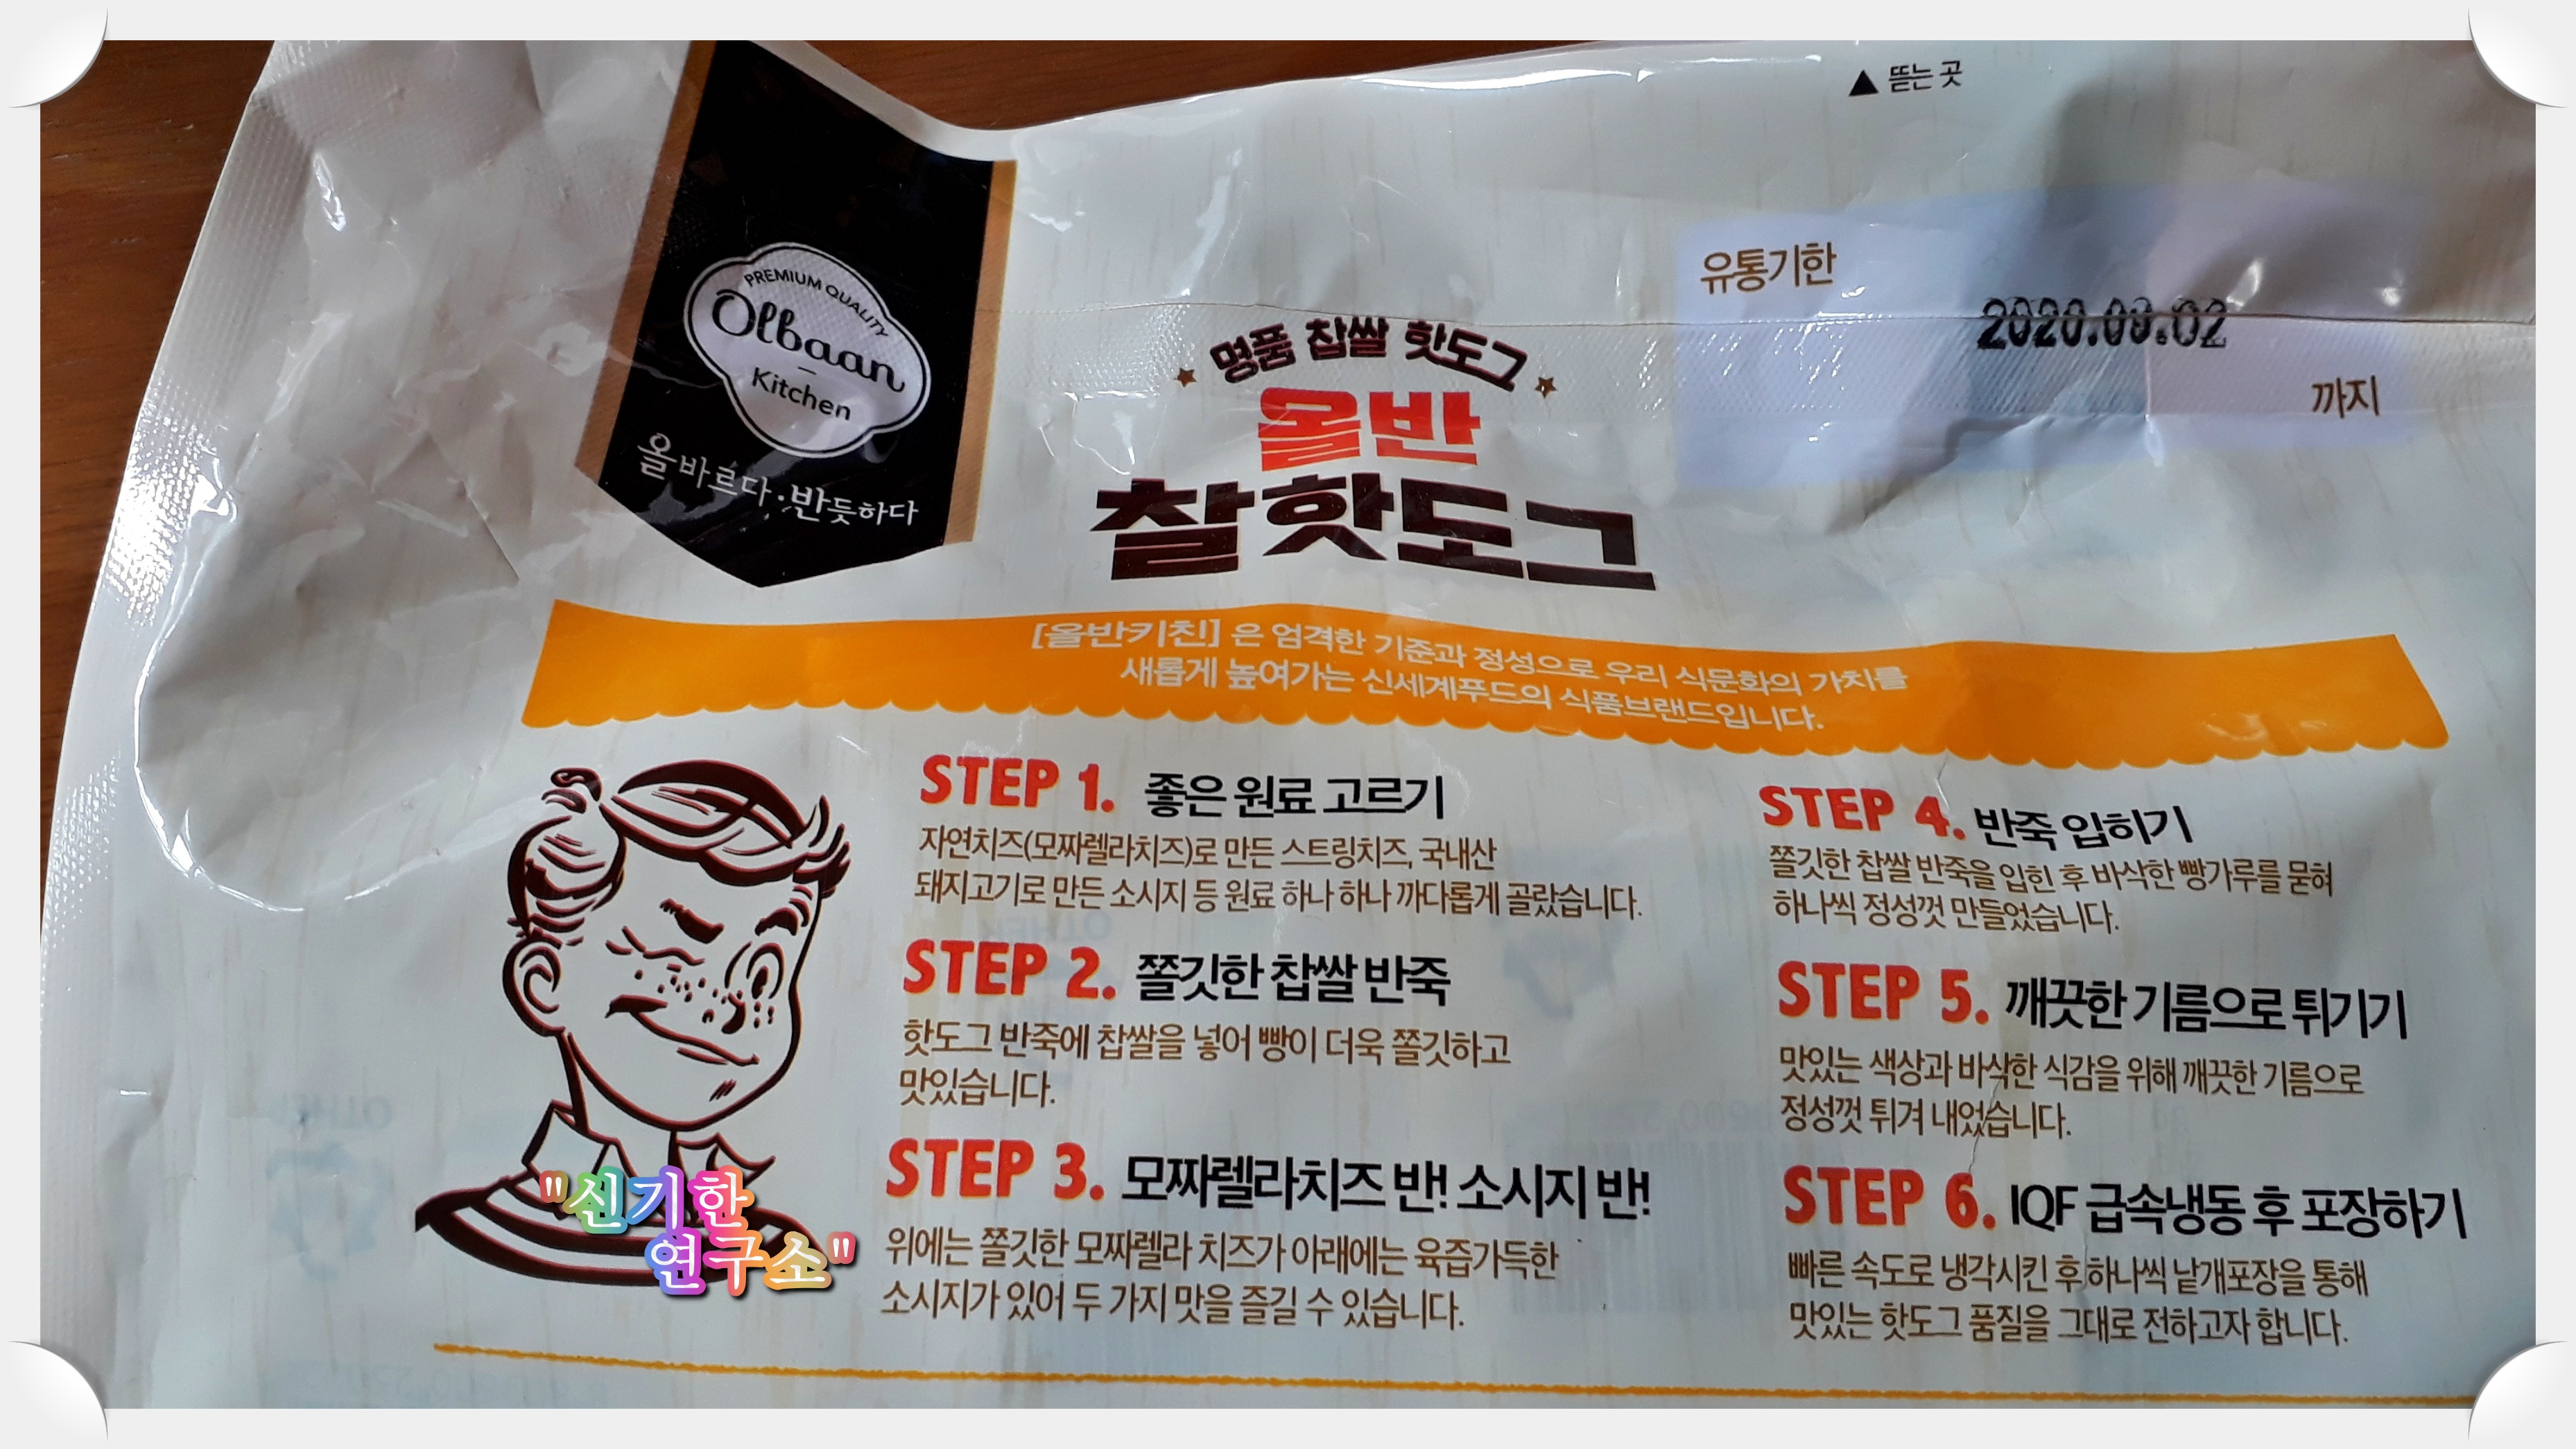 ▲ 뜯는 곳
PREMIUM QUALITY
Olbaan
Kitchen
올바르다·반듯하다
명품 찹쌀 핫도그
올반
찰핫도그
유통기한
까지
[올반키친] 은 엄격한 기준과 정성으로 우리 식문화의 가치를
새롭게 높여가는 신세계푸드의 식품브랜드입니다.
STEP 1. 좋은 원료 고르기
자연치즈(모짜렐라치즈)로 만든 스트링치즈, 국내산
돼지고기로 만든 소시지 등 원료 하나 하나 까다롭게 골랐습니다.
STEP 2. 쫄깃한 찹쌀 반죽
핫도그 반죽에 찹쌀을 넣어 빵이 더욱 쫄깃하고
맛있습니다.
STEP 3. 모짜렐라치즈 반! 소시지 반!
위에는 쫄깃한 모짜렐라 치즈가 아래에는 육즙가득한
소시지가 있어 두 가지 맛을 즐길 수 있습니다.
STEP 4. 반죽 입히기
쫄깃한 찹쌀 반죽을 입힌 후 바삭한 빵가루를 묻혀
하나씩 정성껏 만들었습니다.
STEP 5. 깨끗한 기름으로 튀기기
맛있는 색상과 바삭한 식감을 위해 깨끗한 기름으로
정성껏 튀겨 내었습니다.
STEP 6. IQF 급속냉동 후 포장하기
빠른 속도로 냉각시킨 후 하나씩 낱개포장을 통해
맛있는 핫도그 품질을 그대로 전하고자 합니다.
"신기한
연구소"